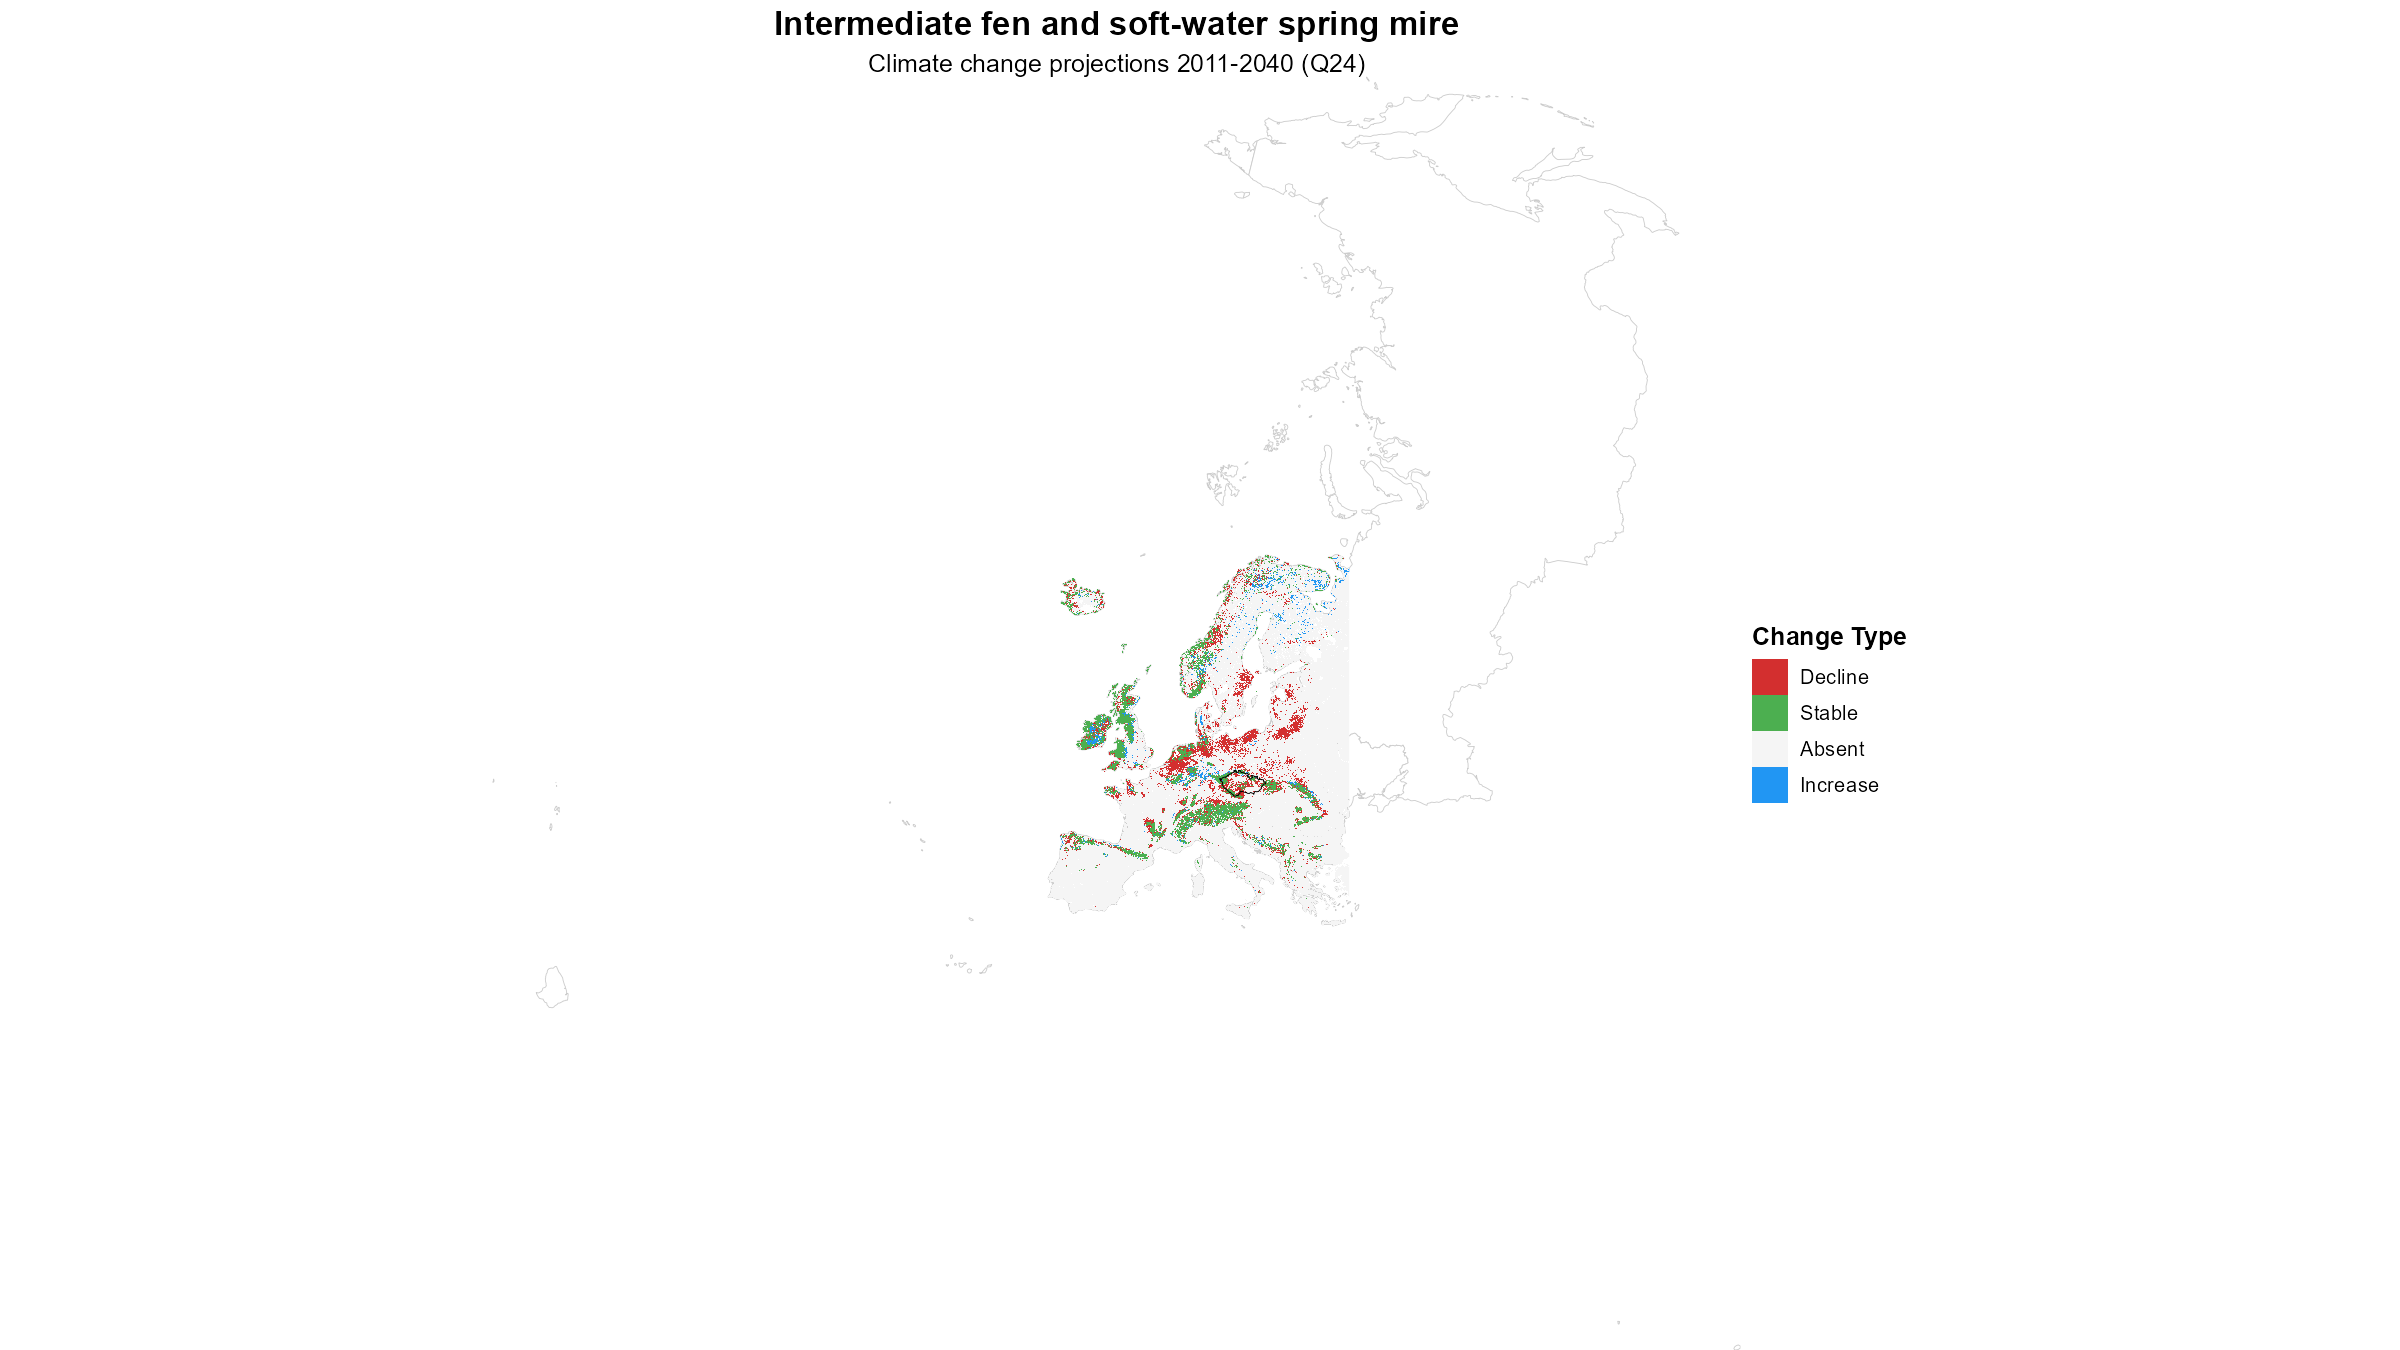 Intermediate fen and soft-water spring mire
Climate change projections 2011-2040 (Q24)
Change Type
Decline
Stable
Absent
Increase